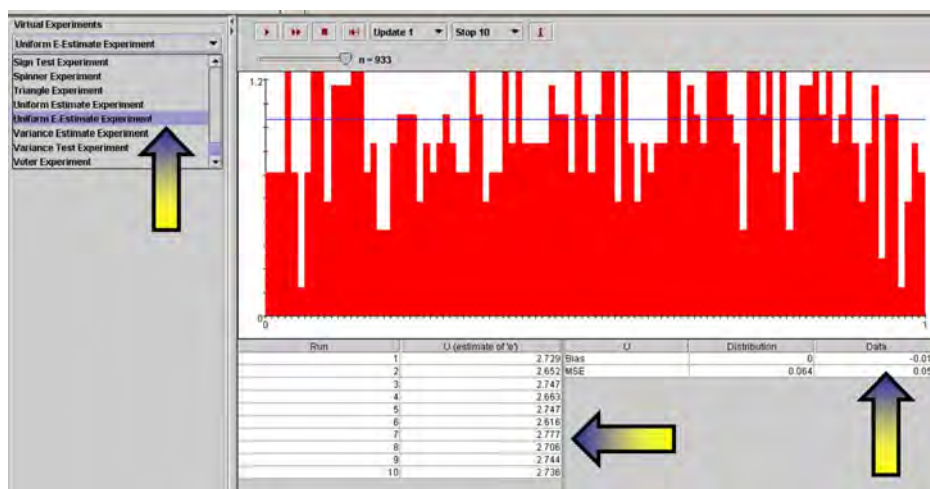 Virtual Experiments
Uniform E-Estimate Experiment
Sign Test Experiment
Spinner Experiment
Triangle Experiment
Uniform Estimate Experiment
Uniform E-Estimate Experiment
Variance Estimate Experiment
Variance Test Experiment
Voter Experiment
Update 1 Stop 10
n = 933
1.2
0
0 1
Run U (estimate of 'e') U Distribution Data
1 2.729 Bias 0 -0.01
2 2.652 MSE 0.064 0.05
3 2.747
4 2.663
5 2.747
6 2.616
7 2.777
8 2.706
9 2.744
10 2.736